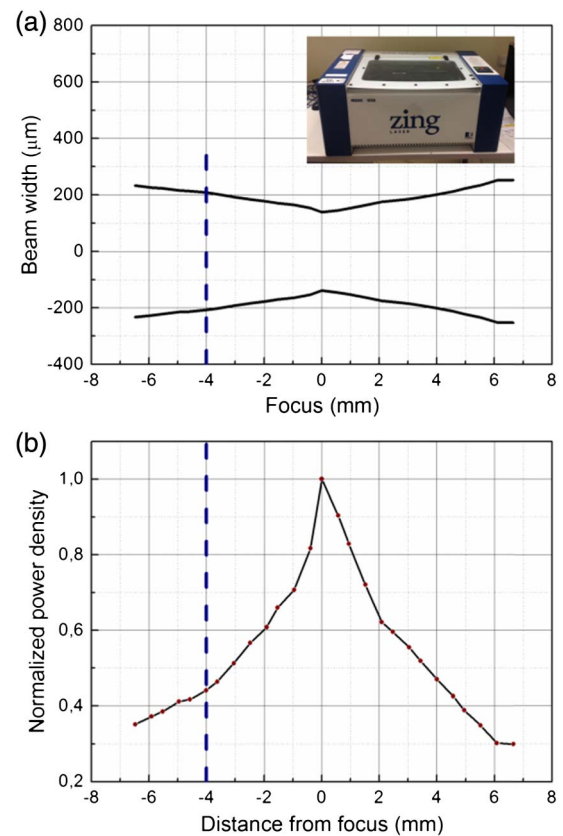 (a)
800
600
400
200
0
-200
-400
Beam width (μm)
zing
LASER
-8 -6 -4 -2 0 2 4 6 8
Focus (mm)
(b)
1,0
0,8
0,6
0,4
0,2
Normalized power density
-8 -6 -4 -2 0 2 4 6 8
Distance from focus (mm)